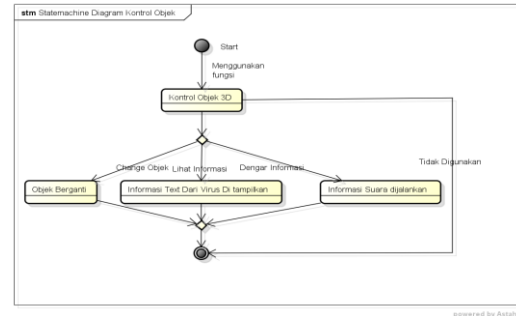 stm Statemachine Diagram Kontrol Objek
Start
Menggunakan
fungsi
Kontrol Objek 3D
Tidak Digunakan
Change Objek
Lihat Informasi
Dengar Informasi
Objek Berganti
Informasi Text Dari Virus Di tampilkan
Informasi Suara dijalankan
powered by Astah